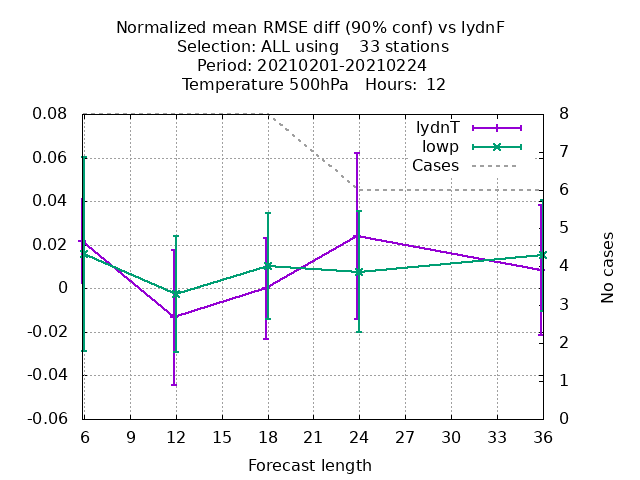 Normalized mean RMSE diff (90% conf) vs lydnF
Selection: ALL using    33 stations
Period: 20210201-20210224
Temperature 500hPa   Hours:  12
lydnT
lowp
Cases
0.08
0.06
0.04
0.02
0
-0.02
-0.04
-0.06
8
7
6
5
4
3
2
1
0
No cases
6 9 12 15 18 21 24 27 30 33 36
Forecast length